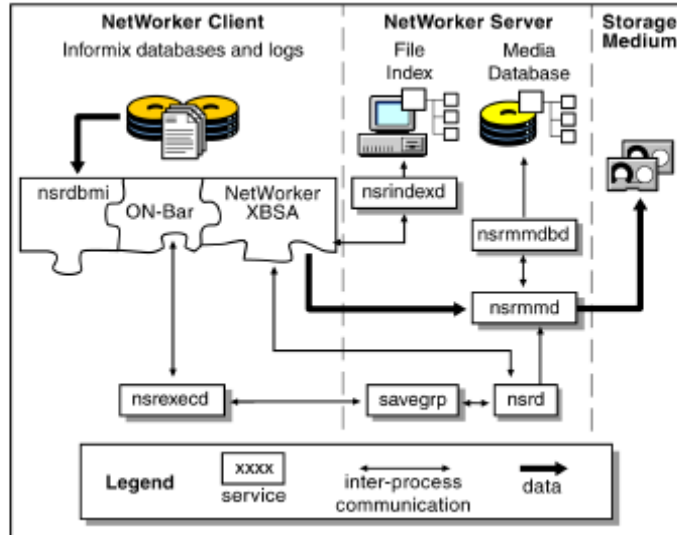 NetWorker Client
NetWorker Server
Storage
Medium
Informix databases and logs
File
Index
Media
Database
nsrdbmi
ON-Bar
NetWorker
XBSA
nsrindexd
nsrmmdbd
nsrmmd
nsrexecd
savegrp
nsrd
Legend
xxxx
service
inter-process
communication
data